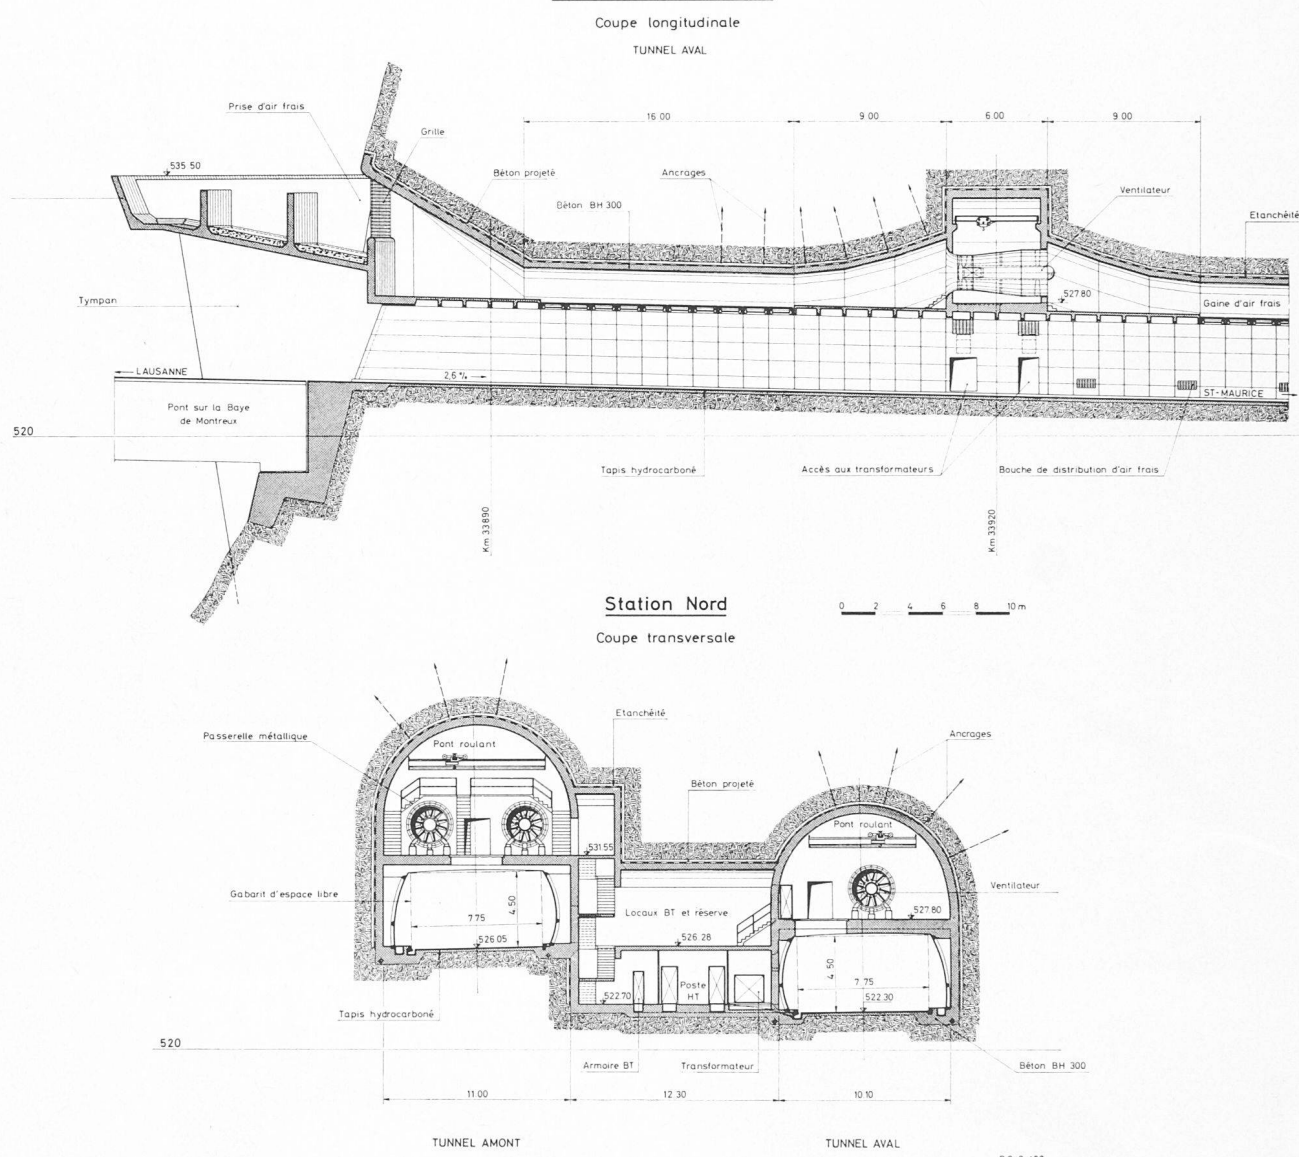 Coupe longitudinale
TUNNEL AVAL
Prise d'air frais
Grille
16 00
9 00
6 00
9 00
535 50
Béton projeté
Ancrages
Béton BH 300
Ventilateur
Etanchéité
527.80
Tympan
Gaine d'air frais
LAUSANNE
2,6 %
ST-MAURICE
Pont sur la Baye
de Montreux
520
Tapis hydrocarboné
Accès aux transformateurs
Bouche de distribution d'air frais
Km 33 890
Km 33 920
Station Nord
0 2 4 6 8 10 m
Coupe transversale
Etanchéité
Passerelle métallique
Pont roulant
Ancrages
Béton projeté
Pont roulant
531.55
Gabarit d'espace libre
Ventilateur
7.75
4.50
Locaux BT et réserve
527.80
526.05
526.28
4.50
7.75
Poste
HT
522.70
522.30
Tapis hydrocarboné
520
Armoire BT
Transformateur
Béton BH 300
11.00
12.30
10.10
TUNNEL AMONT
TUNNEL AVAL